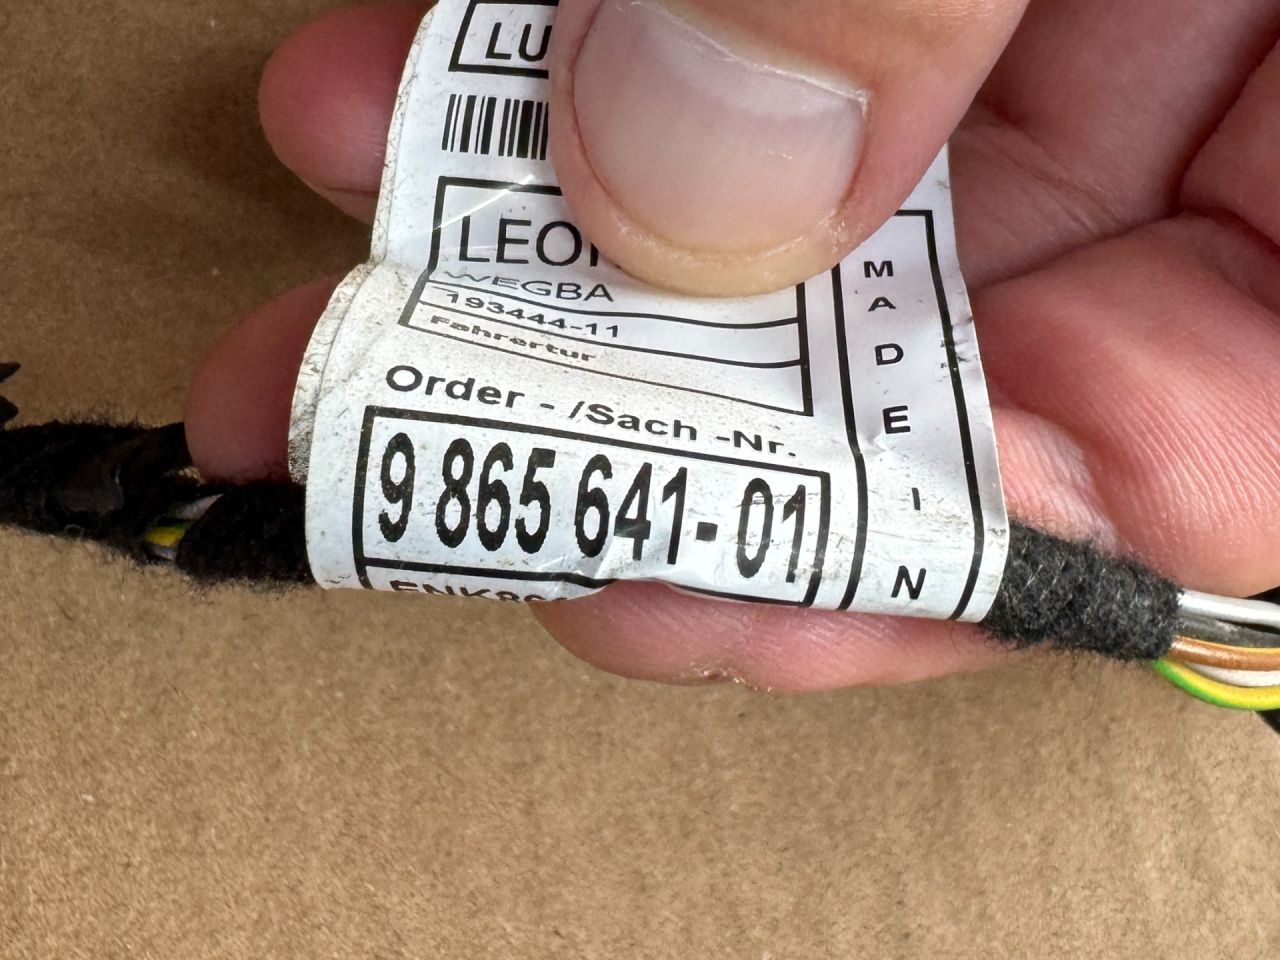 LU
LEO
WEGBA
193444-11
Fahrertur
Order - /Sach -Nr.
9 865 641-01
MADE IN